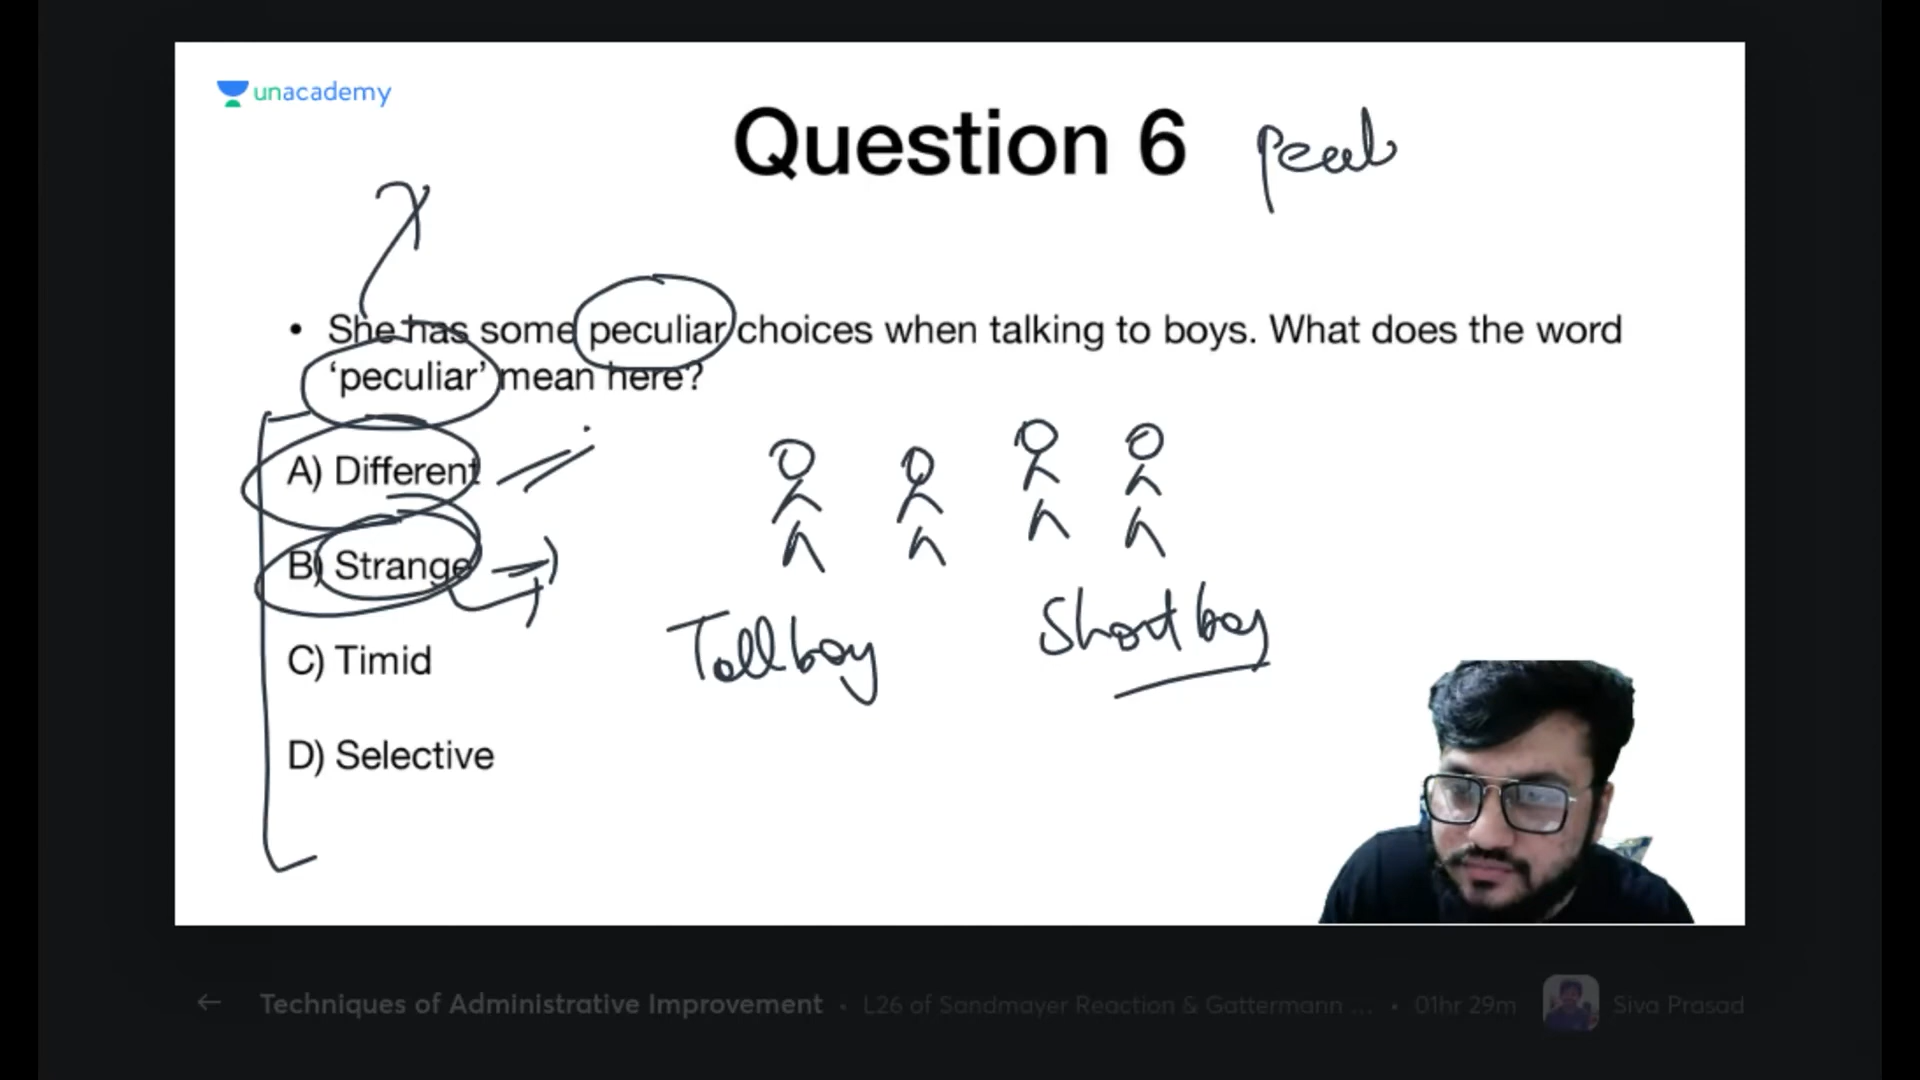 unacademy
Question 6
• She has some peculiar choices when talking to boys. What does the word
‘peculiar’ mean here?
A) Different
B) Strange
C) Timid
D) Selective
Tall boy
Short boy
← Techniques of Administrative Improvement • L26 of Sandmayer Reaction & Gattermann ... • 01hr 29m Siva Prasad